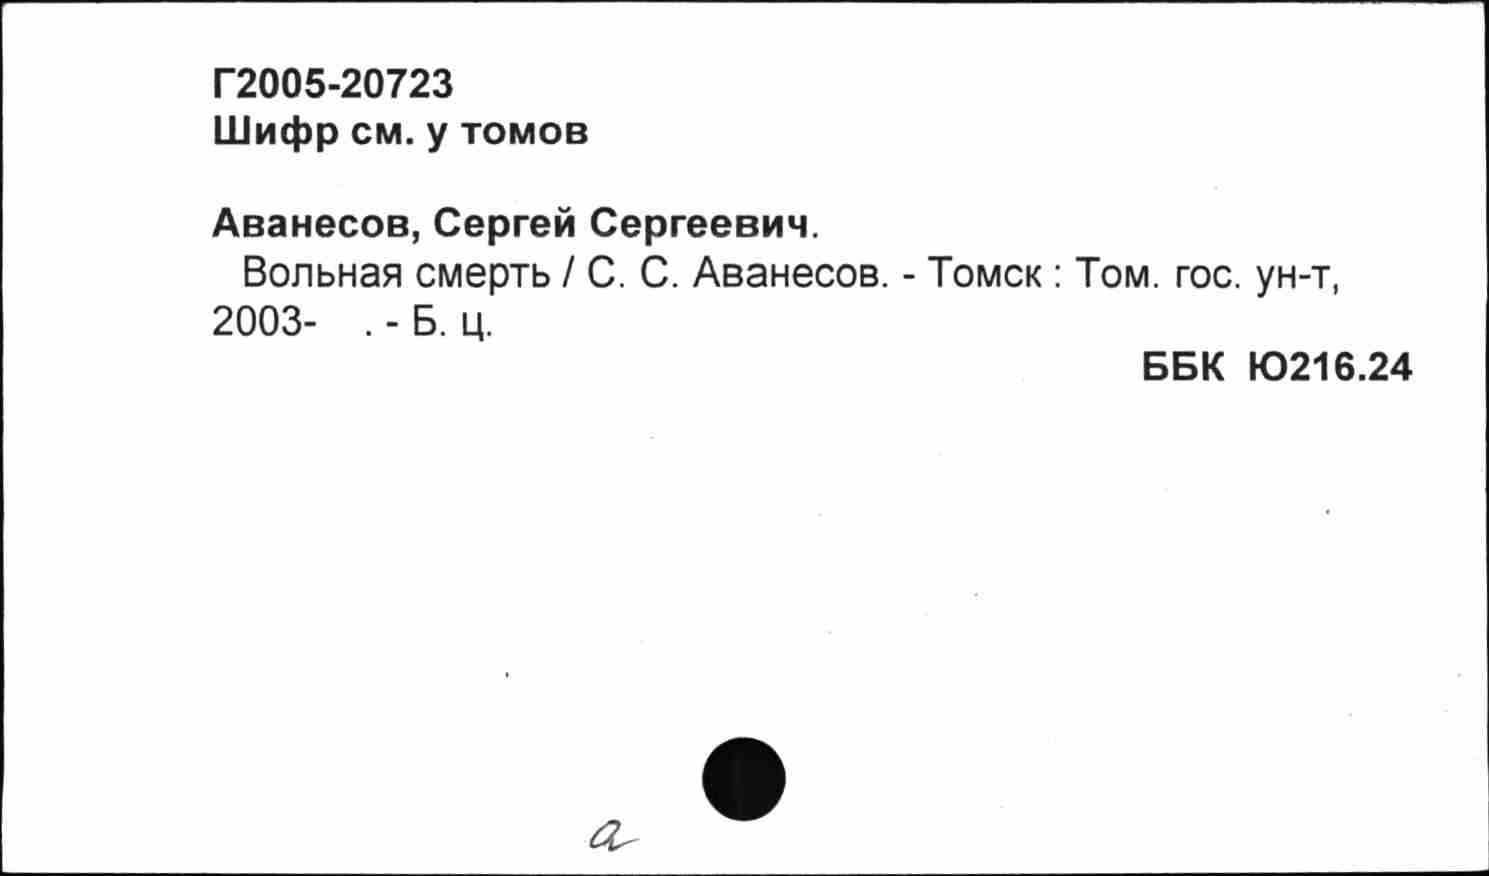 Г2005-20723
Шифр см. у томов
Аванесов, Сергей Сергеевич.
Вольная смерть / С. С. Аванесов. - Томск : Том. гос. ун-т,
2003-    . - Б. ц.
ББК  Ю216.24
а